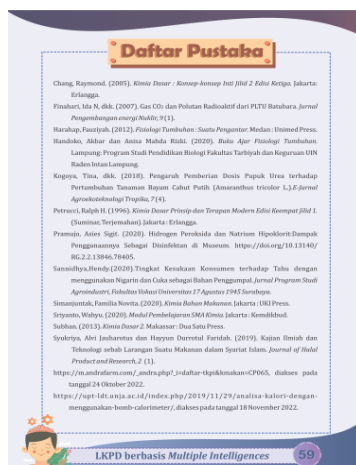 Daftar Pustaka
Chang, Raymond. (2005). Kimia Dasar : Konsep-konsep Inti Jilid 2 Edisi Ketiga. Jakarta:
Erlangga.
Finahari, Ida N, dkk. (2007). Gas CO₂ dan Polutan Radioaktif dari PLTU Batubara. Jurnal
Pengembangan energi Nuklir, 9(1).
Harahap, Fauziyah. (2012). Fisiologi Tumbuhan : Suatu Pengantar. Medan : Unimed Press.
Handoko, Akbar dan Anisa Mahda Rizki. (2020). Buku Ajar Fisiologi Tumbuhan.
Lampung: Program Studi Pendidikan Biologi Fakultas Tarbiyah dan Keguruan UIN
Raden Intan Lampung.
Kogoya, Tina, dkk. (2018). Pengaruh Pemberian Dosis Pupuk Urea terhadap
Pertumbuhan Tanaman Bayam Cabut Putih (Amaranthus tricolor L.).E-Jurnal
Agroekoteknologi Tropika, 7(4).
Petrucci, Ralph H. (1996). Kimia Dasar Prinsip dan Terapan Modern Edisi Keempat Jilid 1.
(Suminar, Terjemahan). Jakarta : Erlangga.
Pramujo, Asies Sigit. (2020). Hidrogen Peroksida dan Natrium Hipoklorit:Dampak
Penggunaannya Sebagai Disinfektan di Museum. https://doi.org/10.13140/
RG.2.2.13846.78405.
Sannidhya,Hendy.(2020).Tingkat Kesukaan Konsumen terhadap Tahu dengan
menggunakan Nigarin dan Cuka sebagai Bahan Penggumpal. Jurnal Program Studi
Agroindustri, Fakultas Vokasi Universitas 17 Agustus 1945 Surabaya.
Simanjuntak, Familia Novita. (2020). Kimia Bahan Makanan. Jakarta : UKI Press.
Sriyanto, Wahyu. (2020). Modul Pembelajaran SMA Kimia. Jakarta : Kemdikbud.
Subhan. (2013). Kimia Dasar 2. Makassar : Dua Satu Press.
Syukriya, Alvi Jauharotus dan Hayyun Durrotul Faridah. (2019). Kajian Ilmiah dan
Teknologi sebab Larangan Suatu Makanan dalam Syariat Islam. Journal of Halal
Product and Research, 2 (1).
https://m.andrafarm.com/_andra.php?_i=daftar-tkpi&kmakan=CP065, diakses pada
tanggal 24 Oktober 2022.
https://upt-ldt.unja.ac.id/index.php/2019/11/29/analisa-kalori-dengan-
menggunakan-bomb-calorimeter/, diakses pada tanggal 18 November 2022.
LKPD berbasis Multiple Intelligences
59